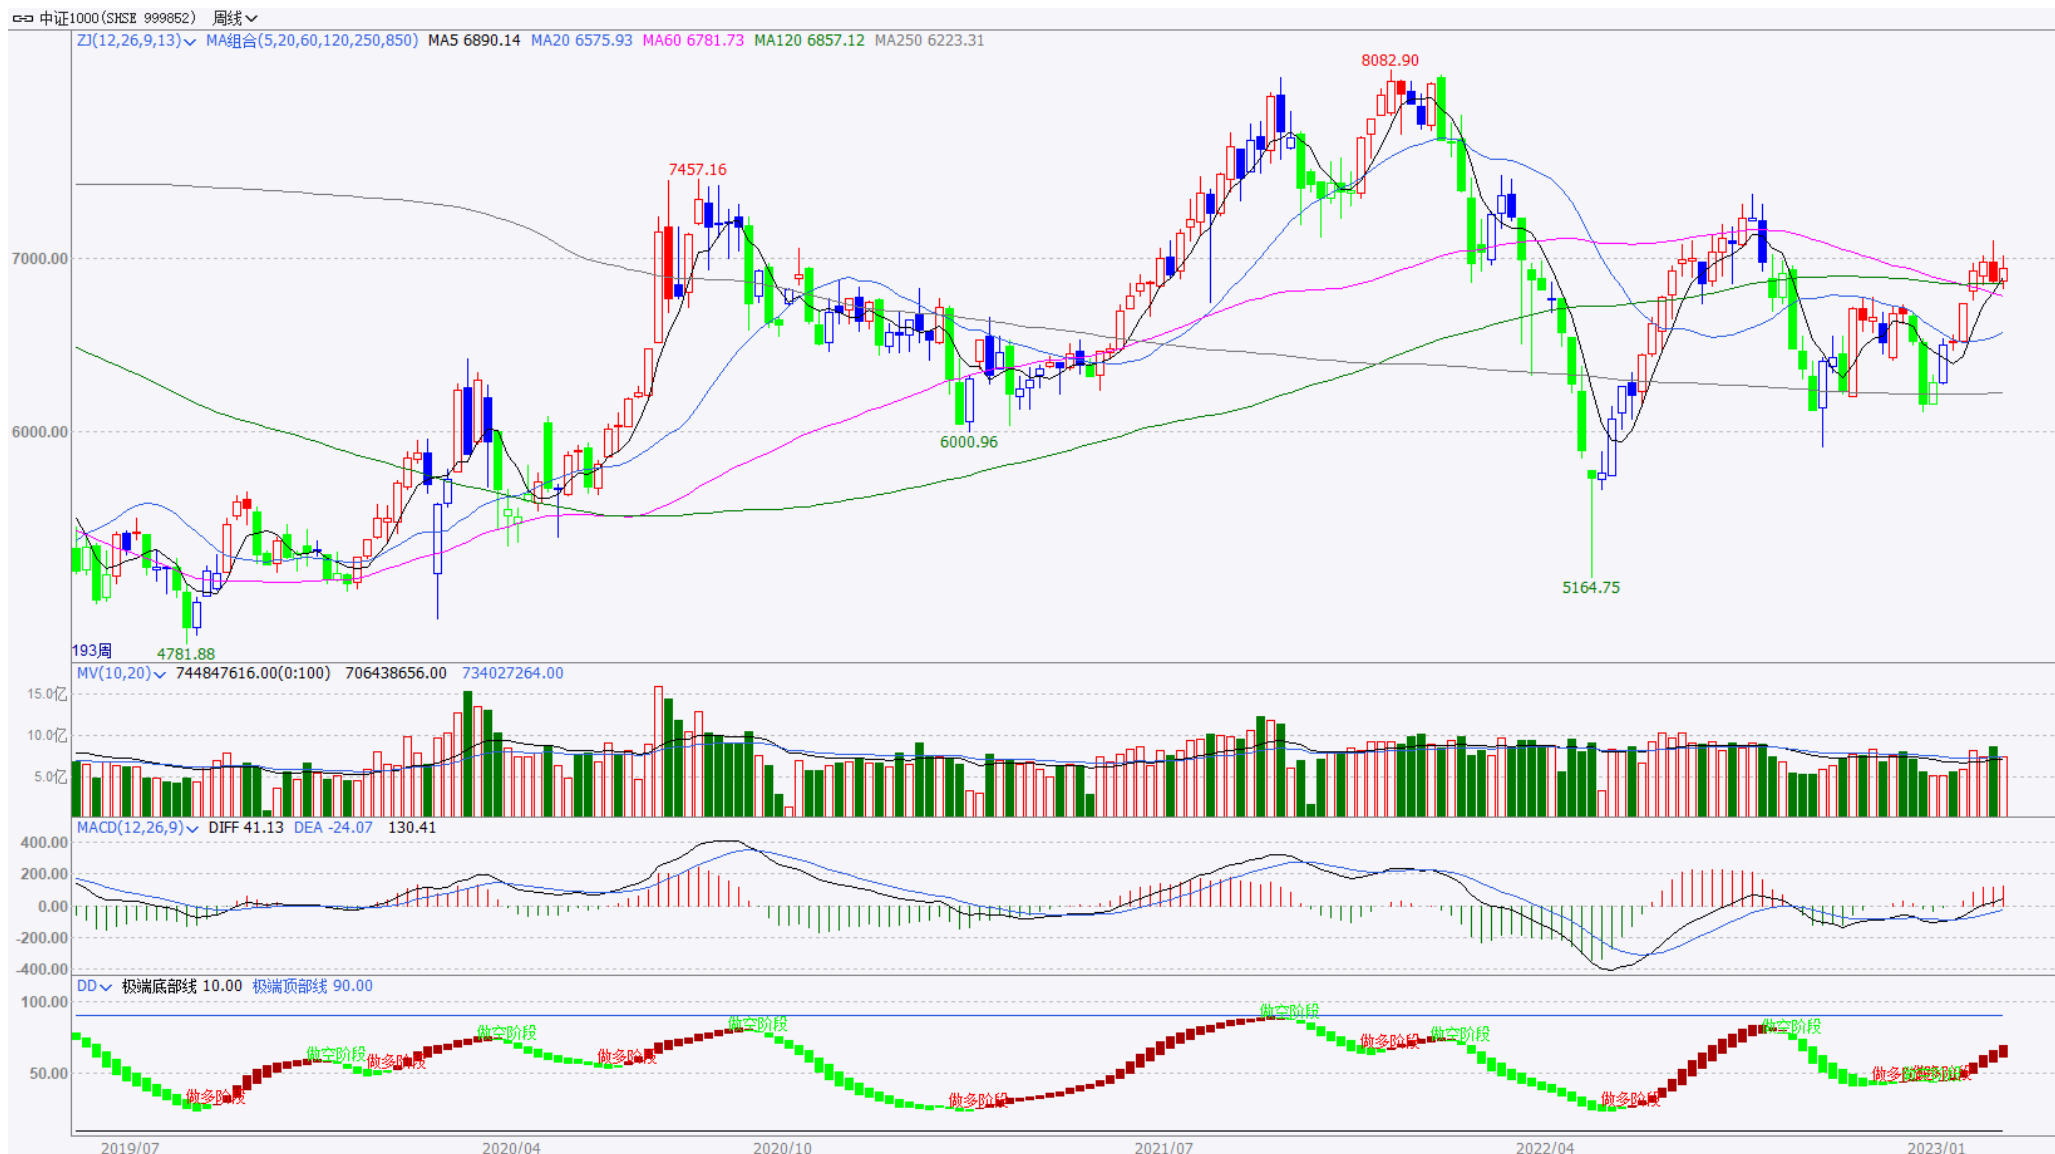 中证1000(SHSE 999852) 周线
ZJ(12,26,9,13) MA组合(5,20,60,120,250,850) MA5 6890.14 MA20 6575.93 MA60 6781.73 MA120 6857.12 MA250 6223.31
8082.90
7457.16
7000.00
6000.00
6000.96
5164.75
193周
4781.88
MV(10,20) 744847616.00(0:100) 706438656.00 734027264.00
15.0亿
10.0亿
5.0亿
MACD(12,26,9) DIFF 41.13 DEA -24.07 130.41
400.00
200.00
0.00
-200.00
-400.00
DD 极端底部线 10.00 极端顶部线 90.00
100.00
做空阶段
做空阶段 做空阶段
做空阶段 做空阶段
做多阶段
做空阶段 做多阶段 做多阶段
50.00
做多阶段
做多阶段 做多阶段 做多阶段
2019/07 2020/04 2020/10 2021/07 2022/04 2023/01